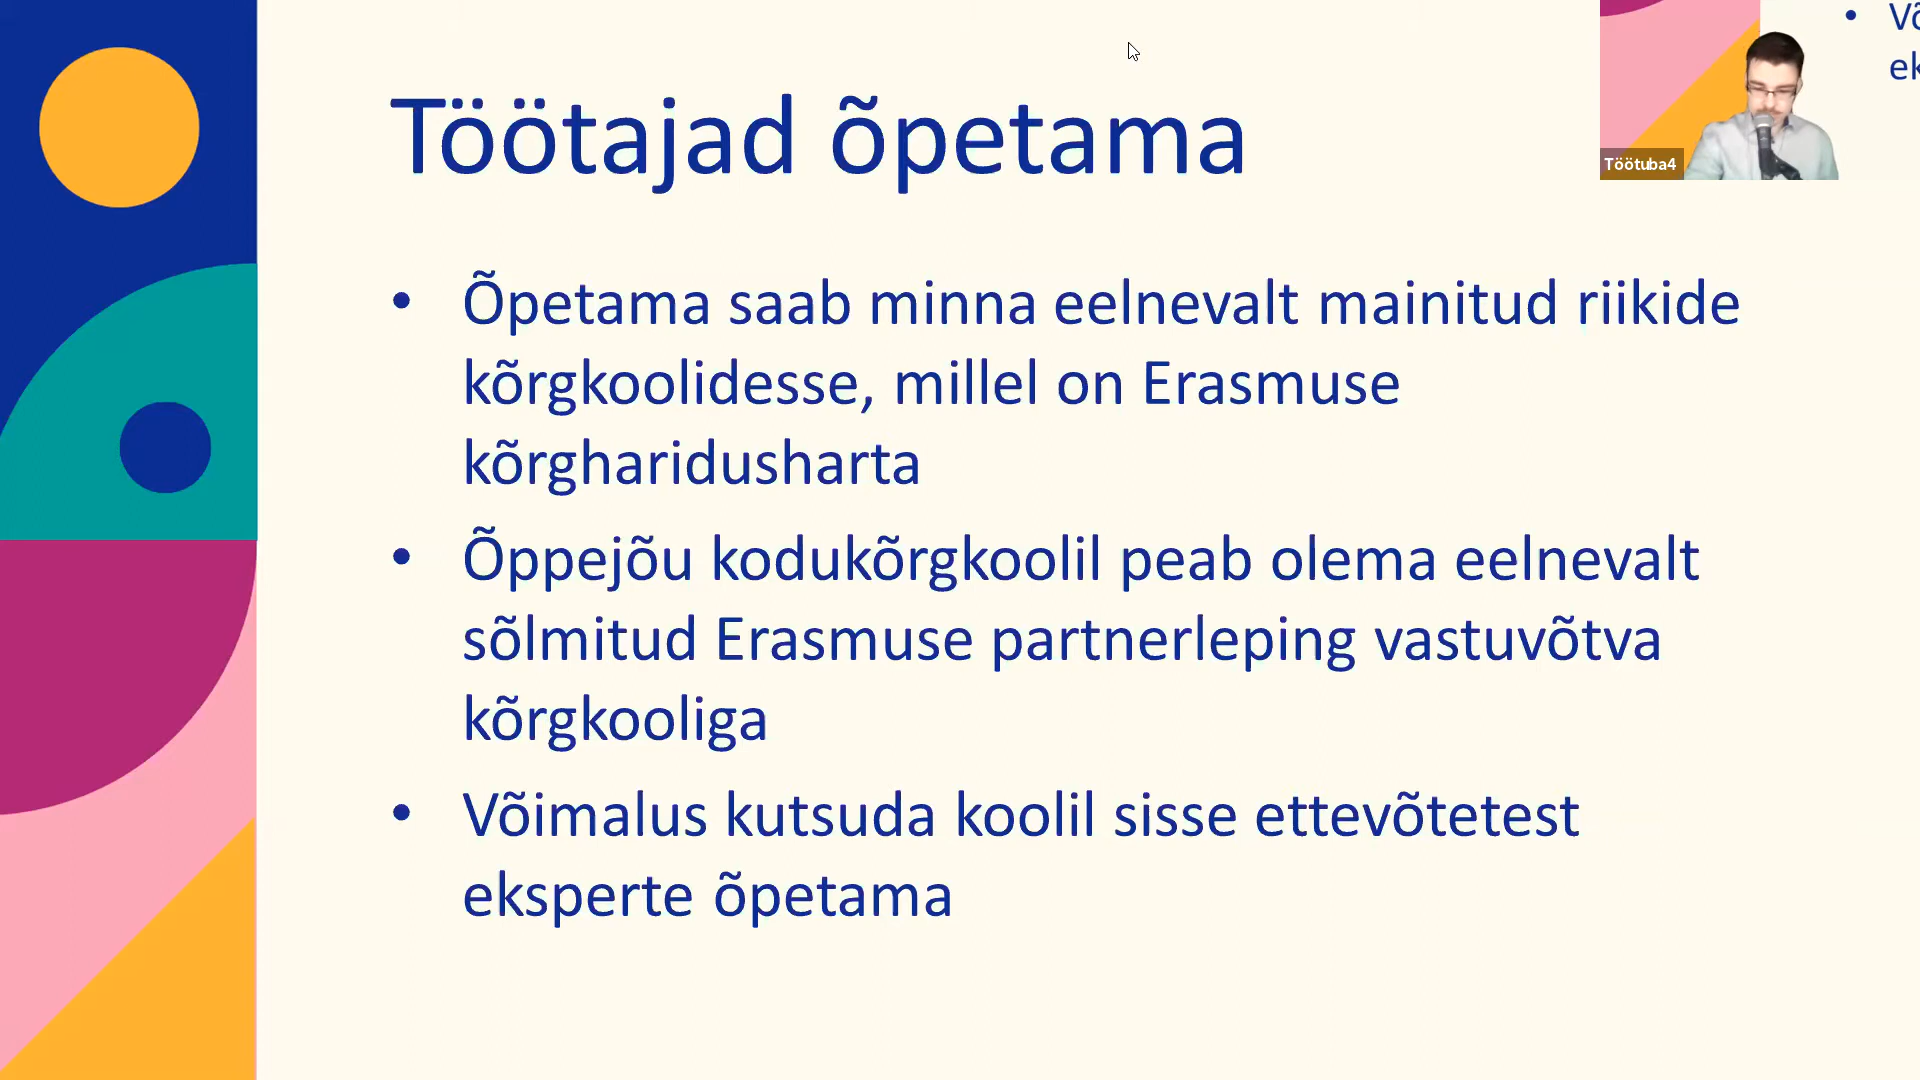 Töötajad õpetama
• Õpetama saab minna eelnevalt mainitud riikide
kõrgkoolidesse, millel on Erasmuse
kõrgharidusharta
• Õppejõu kodukõrgkoolil peab olema eelnevalt
sõlmitud Erasmuse partnerleping vastuvõtva
kõrgkooliga
• Võimalus kutsuda koolil sisse ettevõtetest
eksperte õpetama
Töötuba4